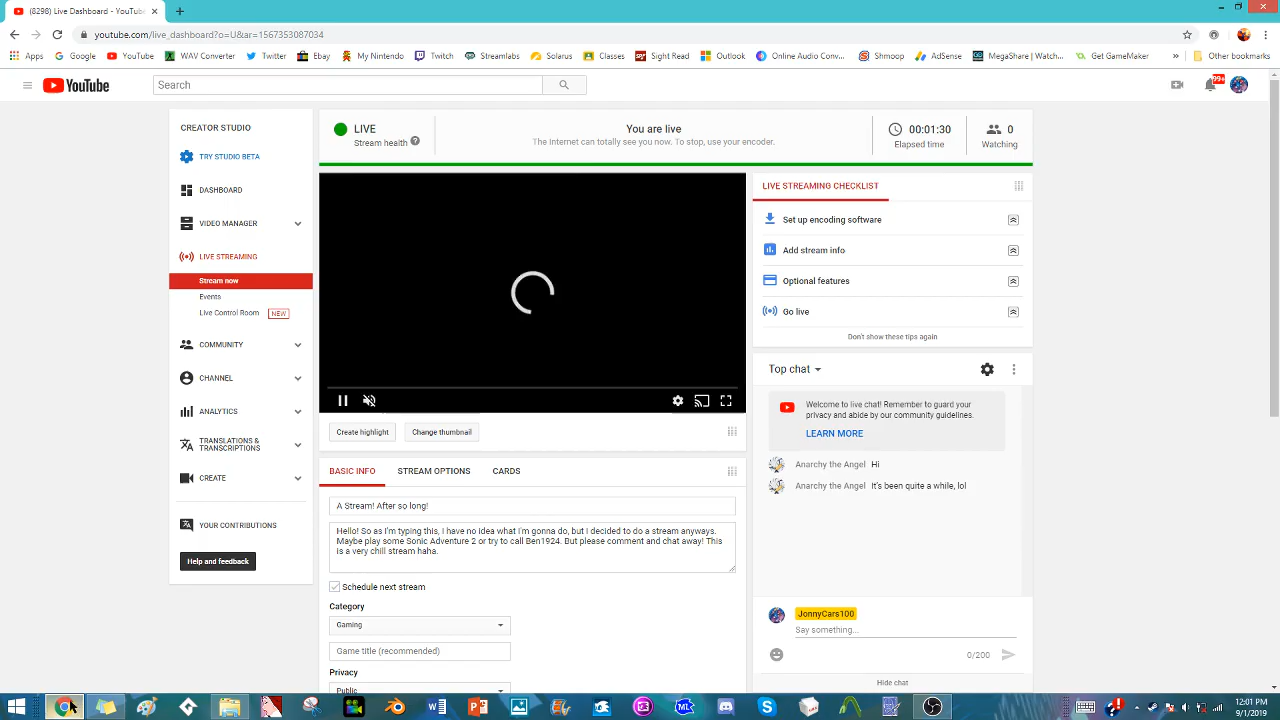 (8298) Live Dashboard - YouTube
youtube.com/live_dashboard?o=U&ar=1567353087034
Apps
Google
YouTube
WAV Converter
Twitter
Ebay
My Nintendo
Twitch
Streamlabs
Solarus
Classes
Sight Read
Outlook
Online Audio Conv...
Shmoop
AdSense
MegaShare | Watch...
Get GameMaker
»
Other bookmarks
YouTube
Search
99+
CREATOR STUDIO
TRY STUDIO BETA
DASHBOARD
VIDEO MANAGER
LIVE STREAMING
Stream now
Events
Live Control Room NEW
COMMUNITY
CHANNEL
ANALYTICS
TRANSLATIONS &
TRANSCRIPTIONS
CREATE
YOUR CONTRIBUTIONS
Help and feedback
LIVE
Stream health ?
You are live
The Internet can totally see you now. To stop, use your encoder.
00:01:30
Elapsed time
0
Watching
Create highlight
Change thumbnail
BASIC INFO
STREAM OPTIONS
CARDS
A Stream! After so long!
Hello! So as I'm typing this, I have no idea what I'm gonna do, but I decided to do a stream anyways.
Maybe play some Sonic Adventure 2 or try to call Ben1924. But please comment and chat away! This
is a very chill stream haha.
Schedule next stream
Category
Gaming
Game title (recommended)
Privacy
Public
LIVE STREAMING CHECKLIST
Set up encoding software
Add stream info
Optional features
Go live
Don't show these tips again
Top chat
Welcome to live chat! Remember to guard your
privacy and abide by our community guidelines.
LEARN MORE
Anarchy the Angel Hi
Anarchy the Angel It's been quite a while, lol
JonnyCars100
Say something...
0/200
Hide chat
12:01 PM
9/1/2019